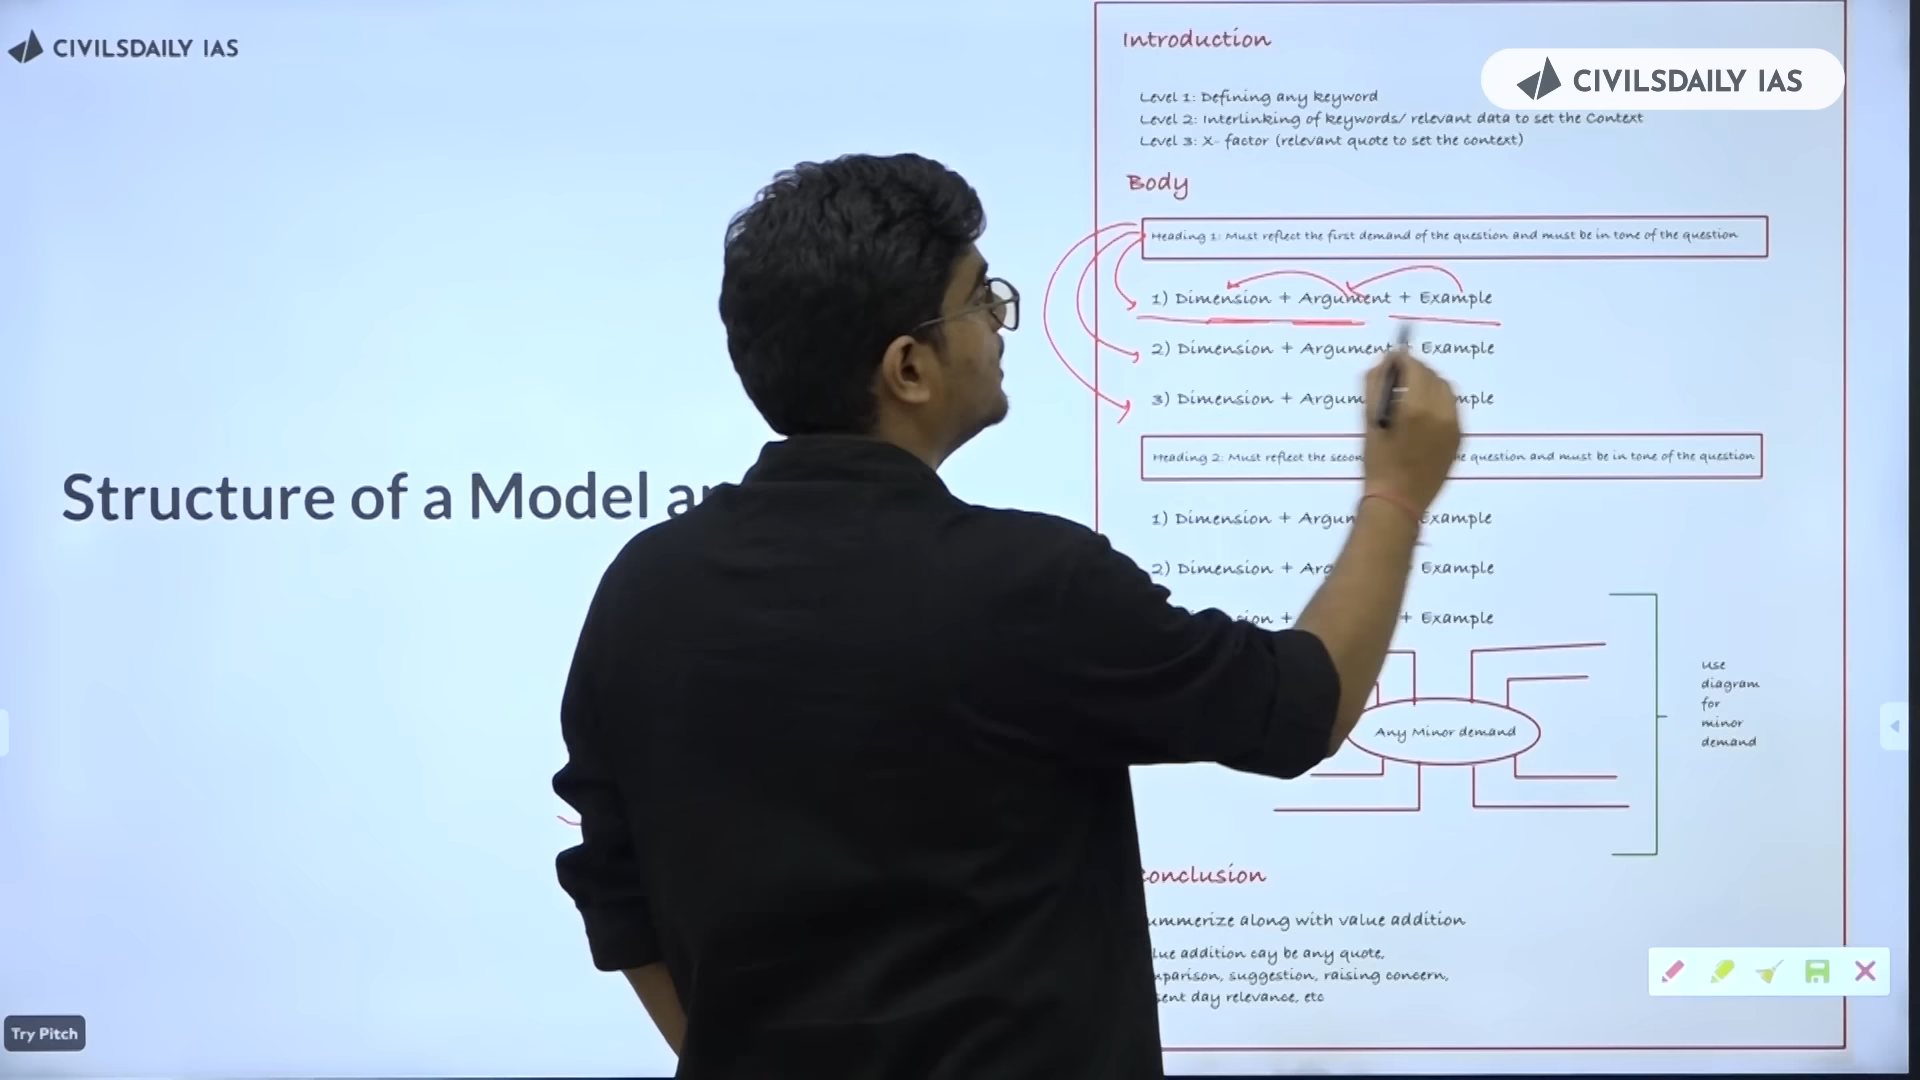 CIVILSDAILY IAS
CIVILSDAILY IAS
Structure of a Model
Introduction
Level 1: Defining any keyword
Level 2: Interlinking of keywords/ relevant data to set the Context
Level 3: X- factor (relevant quote to set the context)
Body
Heading 1: Must reflect the first demand of the question and must be in tone of the question
1) Dimension + Argument + Example
2) Dimension + Argument + Example
3) Dimension +
Heading 2: Must reflect the question and must be in tone of the question
1) Dimension + Example
2) Dimension + Example
+ + Example
Any Minor demand
use
diagram
for
minor
demand
onclusion
ummerize along with value addition
lue addition cay be any quote,
parison, suggestion, raising concern,
sent day relevance, etc
Try Pitch